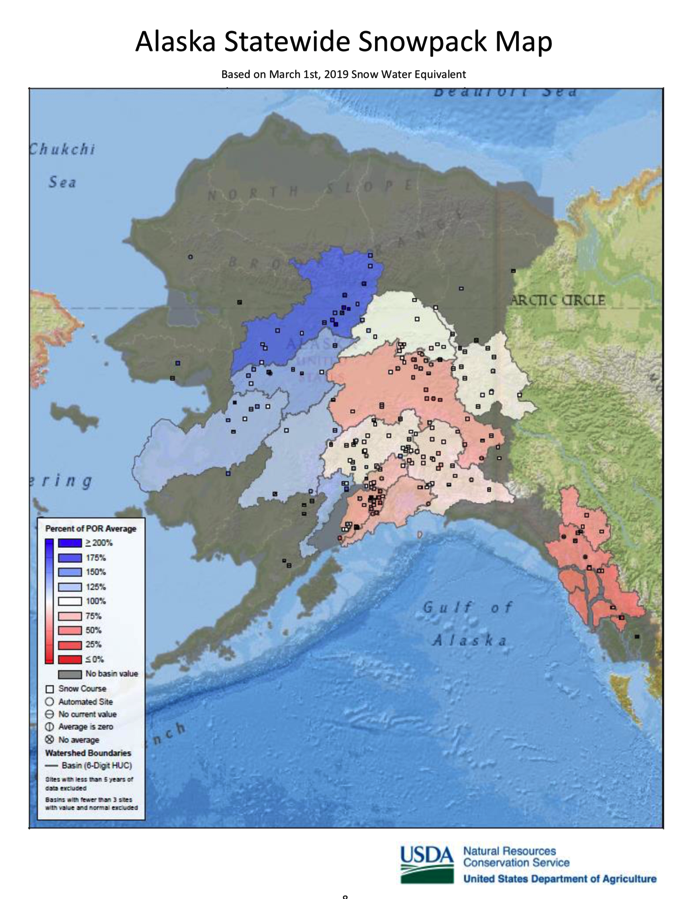 Alaska Statewide Snowpack Map
Based on March 1st, 2019 Snow Water Equivalent
Beaufort Sea
Chukchi
Sea
NORTH SLOPE
RANGE
ARCTIC CIRCLE
ering
Percent of POR Average
≥ 200%
175%
150%
125%
100%
75%
50%
25%
≤ 0%
No basin value
Snow Course
Automated Site
No current value
Average is zero
No average
Watershed Boundaries
Basin (6-Digit HUC)
Sites with less than 5 years of
data excluded
Basins with fewer than 3 sites
with value and normal excluded
Gulf of
Alaska
nch
USDA
Natural Resources
Conservation Service
United States Department of Agriculture